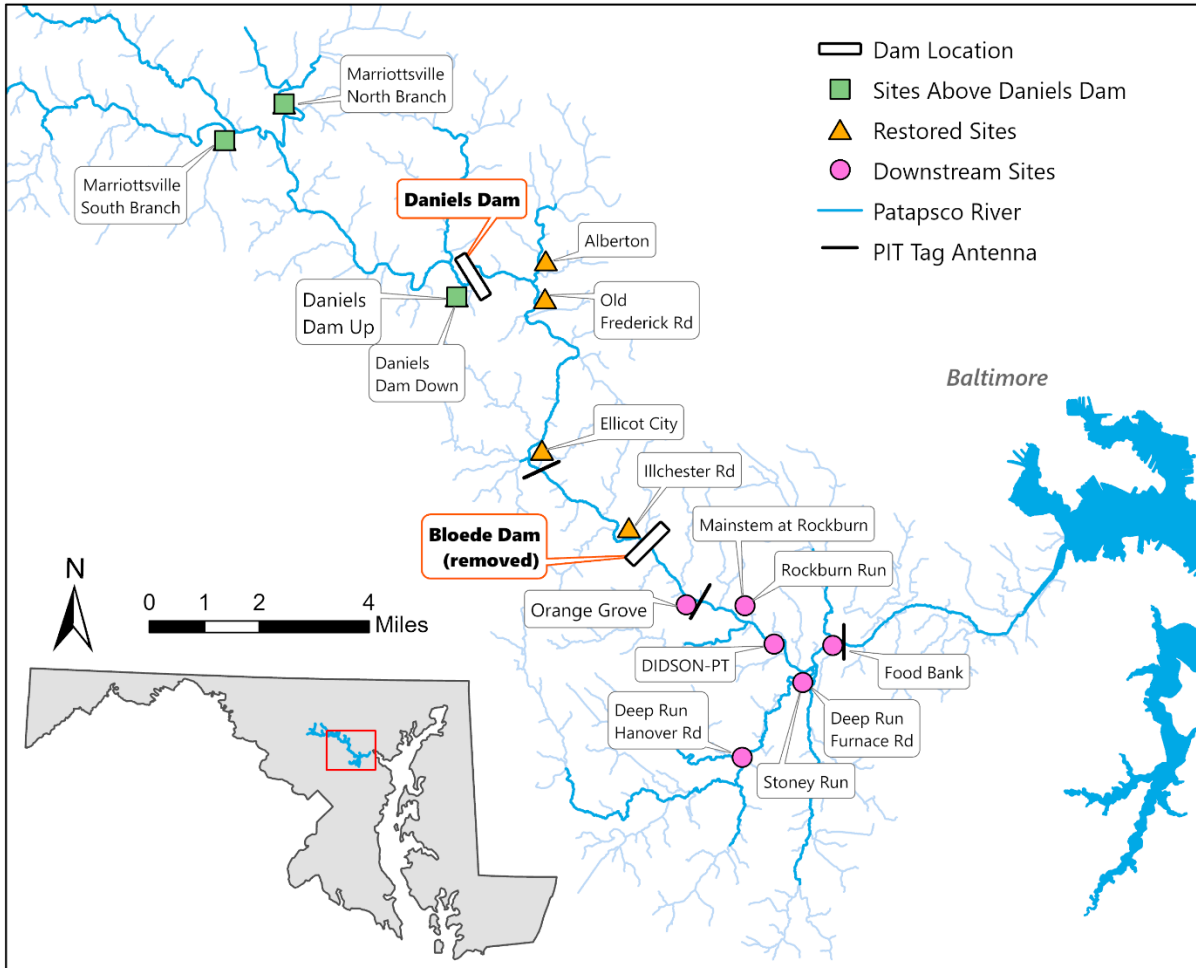 Marriottsville
North Branch
Marriottsville
South Branch
Daniels Dam
Alberton
Daniels
Dam Up
Old
Frederick Rd
Daniels
Dam Down
Ellicot City
Illchester Rd
Bloede Dam
(removed)
Mainstem at Rockburn
Rockburn Run
Orange Grove
DIDSON-PT
Food Bank
Deep Run
Hanover Rd
Deep Run
Furnace Rd
Stoney Run
Baltimore
Dam Location
Sites Above Daniels Dam
Restored Sites
Downstream Sites
Patapsco River
PIT Tag Antenna
N
0 1 2 4
Miles